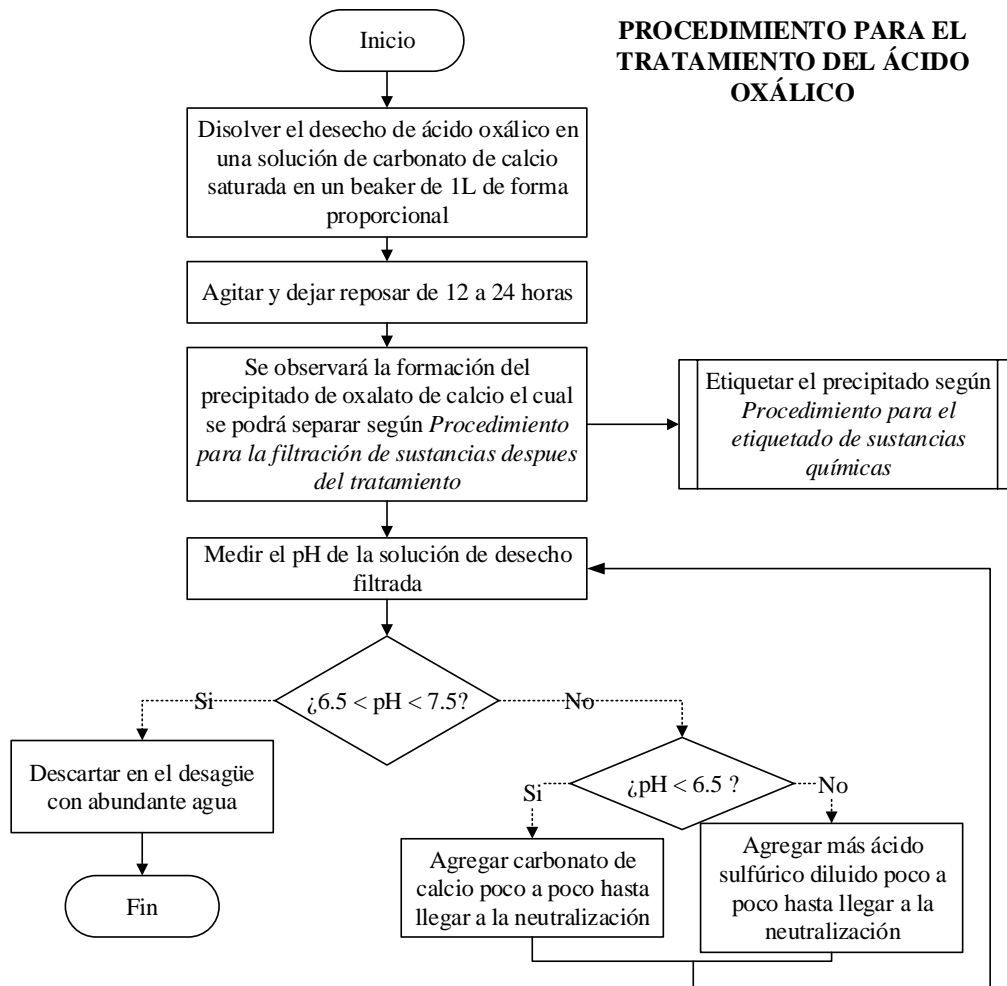 PROCEDIMIENTO PARA EL
TRATAMIENTO DEL ÁCIDO
OXÁLICO
Inicio
Disolver el desecho de ácido oxálico en
una solución de carbonato de calcio
saturada en un beaker de 1L de forma
proporcional
Agitar y dejar reposar de 12 a 24 horas
Se observará la formación del
precipitado de oxalato de calcio el cual
se podrá separar según Procedimiento
para la filtración de sustancias despues
del tratamiento
Etiquetar el precipitado según
Procedimiento para el
etiquetado de sustancias
químicas
Medir el pH de la solución de desecho
filtrada
¿6.5 < pH < 7.5?
Si
No
Descartar en el desagüe
con abundante agua
Fin
¿pH < 6.5 ?
Si
No
Agregar carbonato de
calcio poco a poco hasta
llegar a la neutralización
Agregar más ácido
sulfúrico diluido poco a
poco hasta llegar a la
neutralización